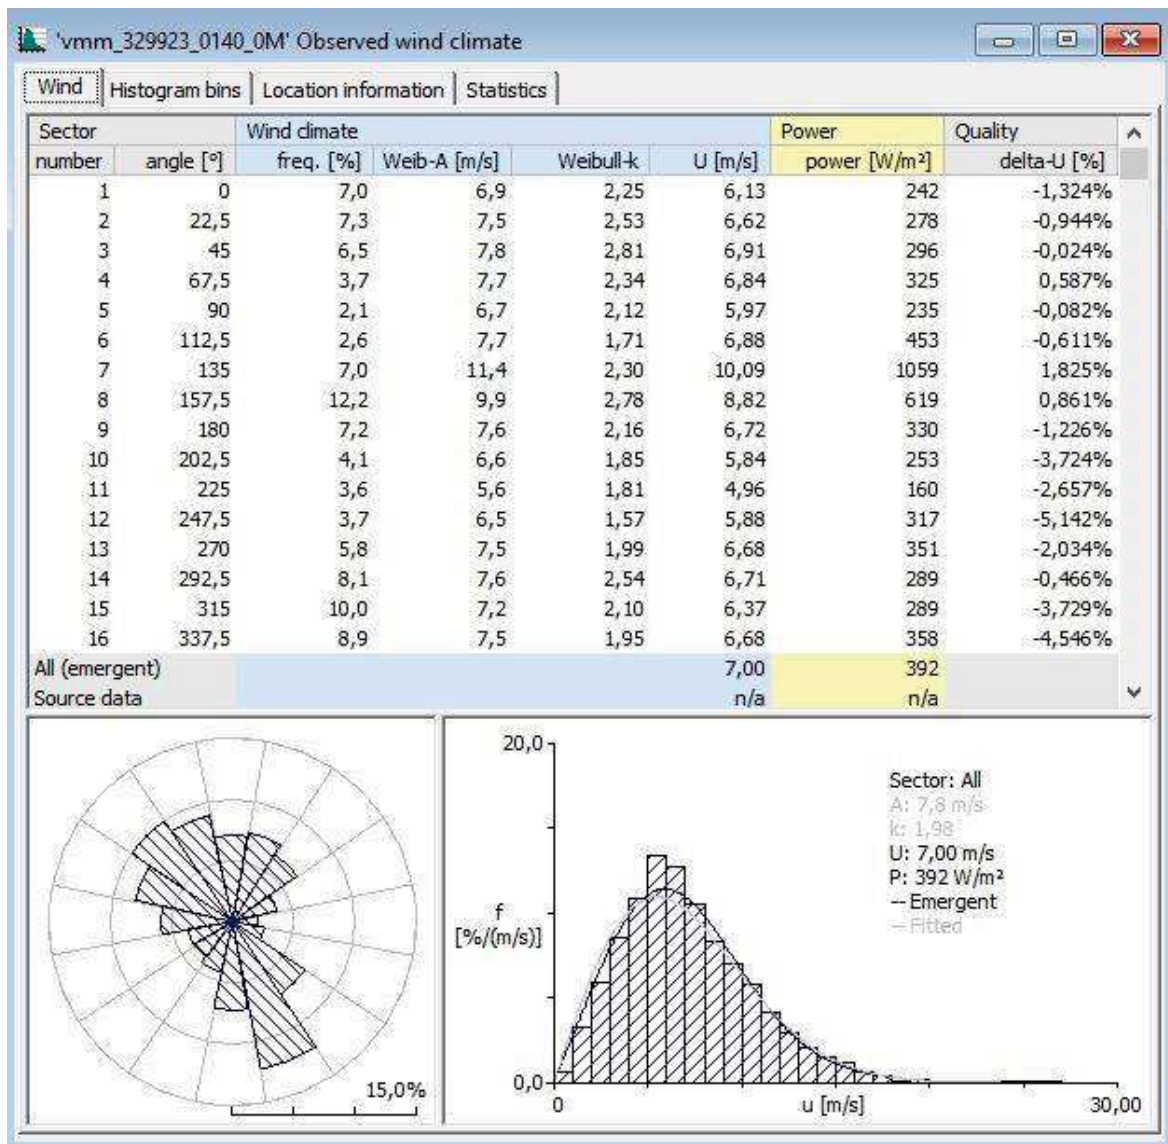 'vmm_329923_0140_0M' Observed wind climate
Wind Histogram bins Location information Statistics
Sector Wind climate Power Quality
number angle [°] freq. [%] Weib-A [m/s] Weibull-k U [m/s] power [W/m²] delta-U [%]
1 0 7,0 6,9 2,25 6,13 242 -1,324%
2 22,5 7,3 7,5 2,53 6,62 278 -0,944%
3 45 6,5 7,8 2,81 6,91 296 -0,024%
4 67,5 3,7 7,7 2,34 6,84 325 0,587%
5 90 2,1 6,7 2,12 5,97 235 -0,082%
6 112,5 2,6 7,7 1,71 6,88 453 -0,611%
7 135 7,0 11,4 2,30 10,09 1059 1,825%
8 157,5 12,2 9,9 2,78 8,82 619 0,861%
9 180 7,2 7,6 2,16 6,72 330 -1,226%
10 202,5 4,1 6,6 1,85 5,84 253 -3,724%
11 225 3,6 5,6 1,81 4,96 160 -2,657%
12 247,5 3,7 6,5 1,57 5,88 317 -5,142%
13 270 5,8 7,5 1,99 6,68 351 -2,034%
14 292,5 8,1 7,6 2,54 6,71 289 -0,466%
15 315 10,0 7,2 2,10 6,37 289 -3,729%
16 337,5 8,9 7,5 1,95 6,68 358 -4,546%
All (emergent) 7,00 392
Source data n/a n/a
15,0%
20,0
f
[%/(m/s)]
0,0
0 u [m/s] 30,00
Sector: All
A: 7,8 m/s
k: 1,98
U: 7,00 m/s
P: 392 W/m²
-- Emergent
— Fitted